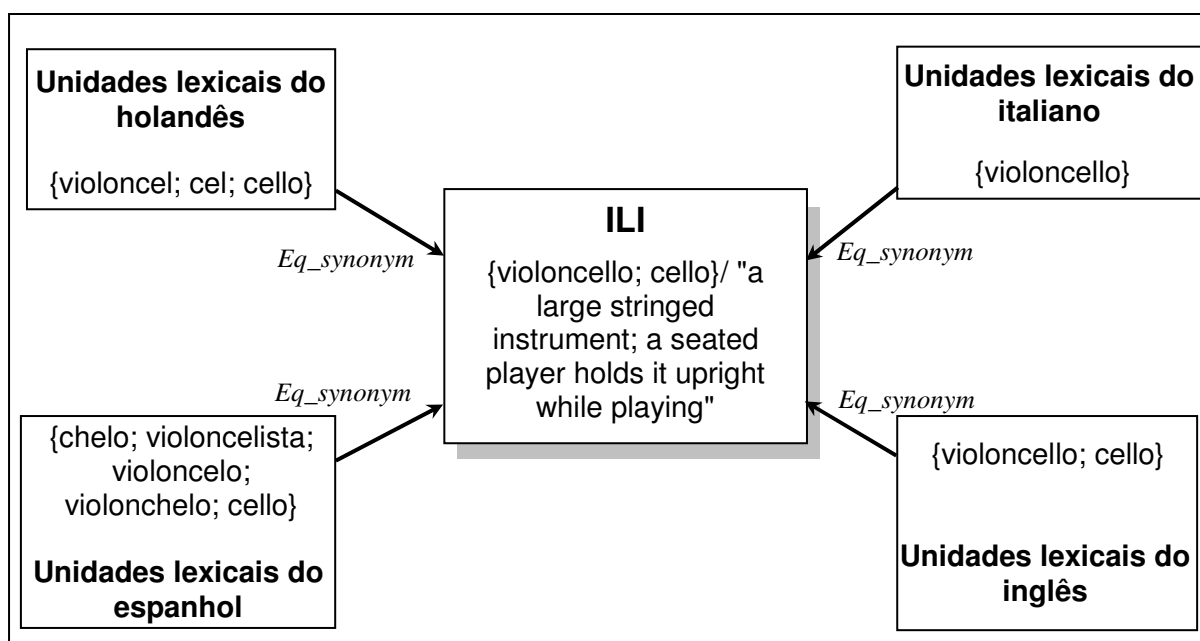 Unidades lexicais do
holandês
{violoncel; cel; cello}
Unidades lexicais do
italiano
{violoncello}
ILI
{violoncello; cello}/ "a
large stringed
instrument; a seated
player holds it upright
while playing"
Eq_synonym
Eq_synonym
Eq_synonym
Eq_synonym
{chelo; violoncelista;
violoncelo;
violonchelo; cello}
Unidades lexicais do
espanhol
{violoncello; cello}
Unidades lexicais do
inglês